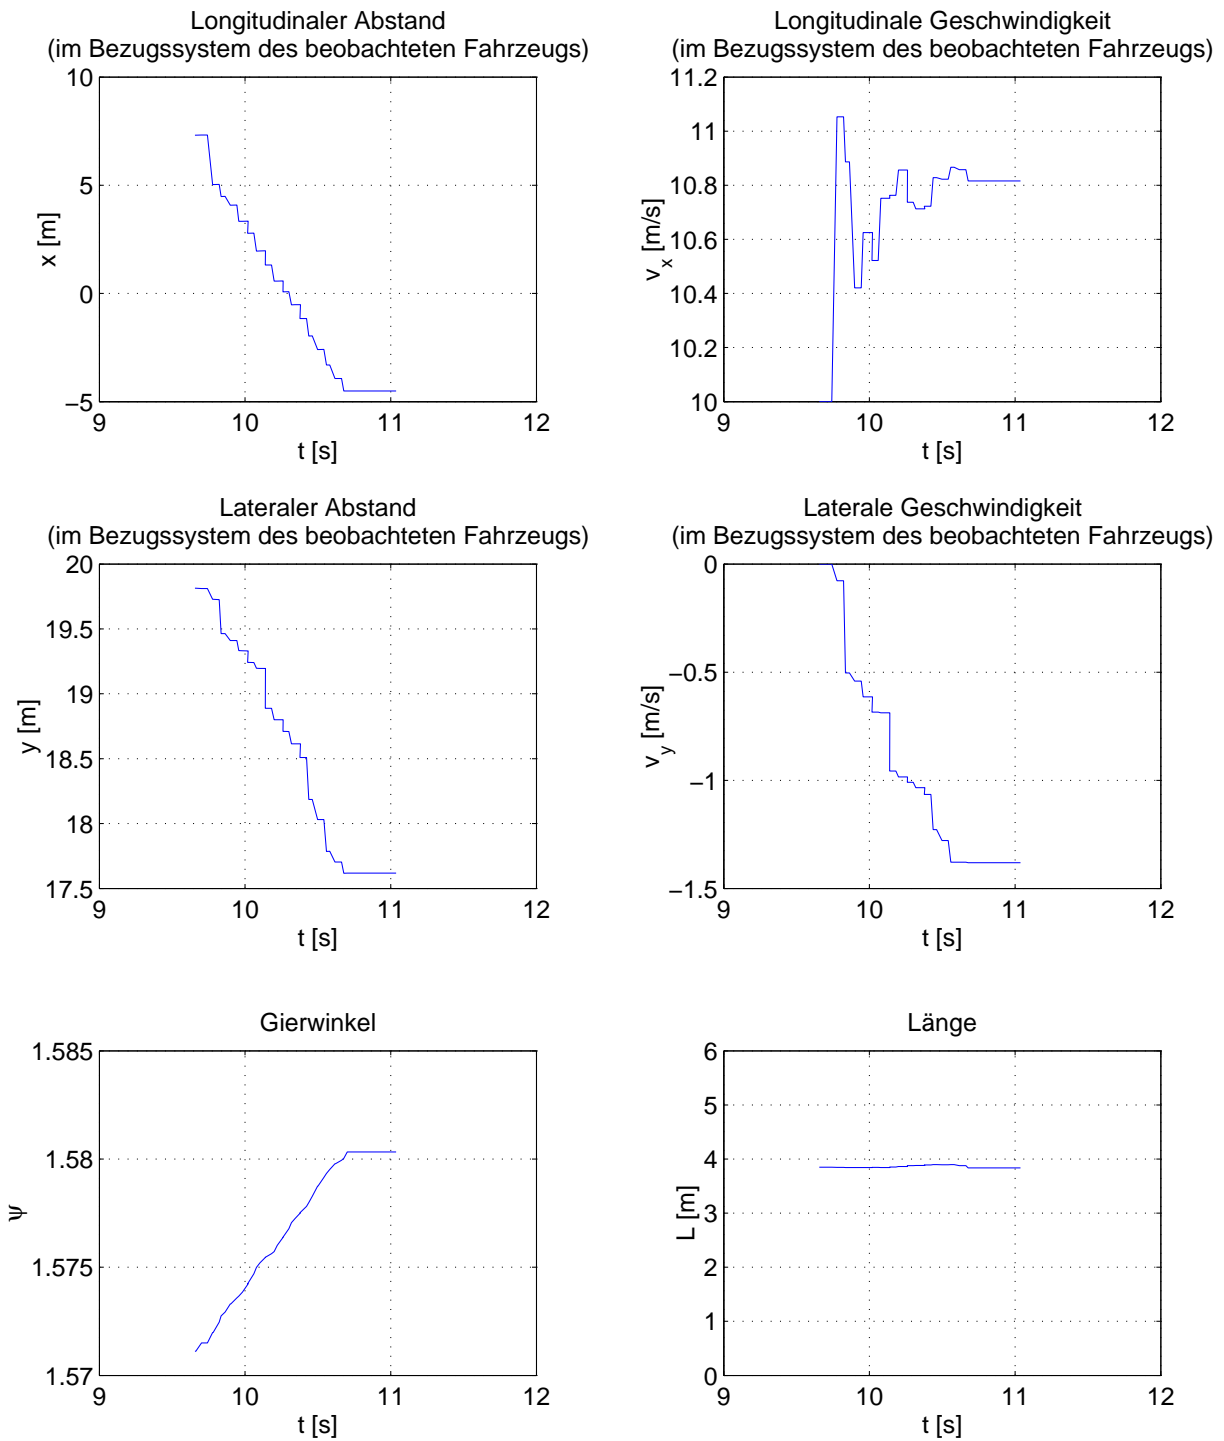 Longitudinaler Abstand
(im Bezugssystem des beobachteten Fahrzeugs)
10
5
0
−5
x [m]
9
10
11
12
t [s]
Longitudinale Geschwindigkeit
(im Bezugssystem des beobachteten Fahrzeugs)
11.2
11
10.8
10.6
10.4
10.2
10
v_x [m/s]
9
10
11
12
t [s]
Lateraler Abstand
(im Bezugssystem des beobachteten Fahrzeugs)
20
19.5
19
18.5
18
17.5
y [m]
9
10
11
12
t [s]
Laterale Geschwindigkeit
(im Bezugssystem des beobachteten Fahrzeugs)
0
−0.5
−1
−1.5
v_y [m/s]
9
10
11
12
t [s]
Gierwinkel
1.585
1.58
1.575
1.57
ψ
9
10
11
12
t [s]
Länge
6
5
4
3
2
1
0
L [m]
9
10
11
12
t [s]